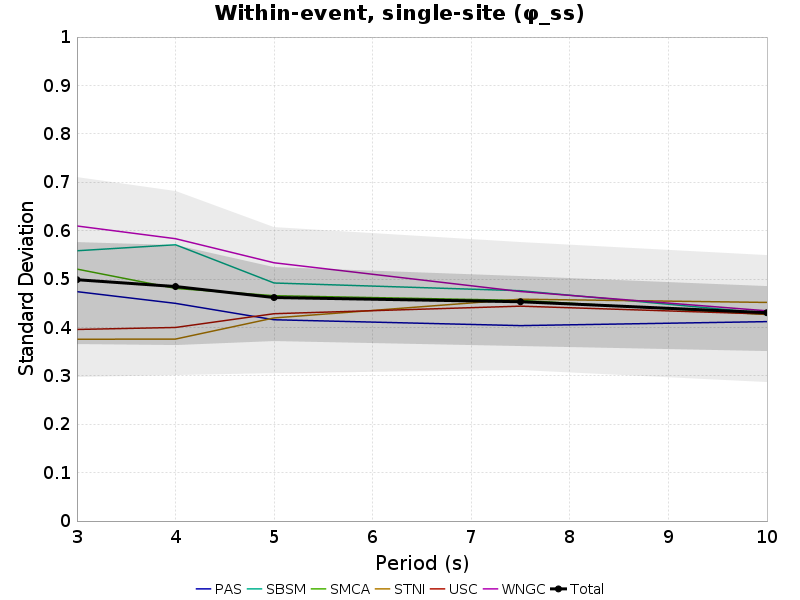 Within-event, single-site (φ_ss)
Standard Deviation
1
0.9
0.8
0.7
0.6
0.5
0.4
0.3
0.2
0.1
0
3 4 5 6 7 8 9 10
Period (s)
PAS SBSM SMCA STNI USC WNGC Total